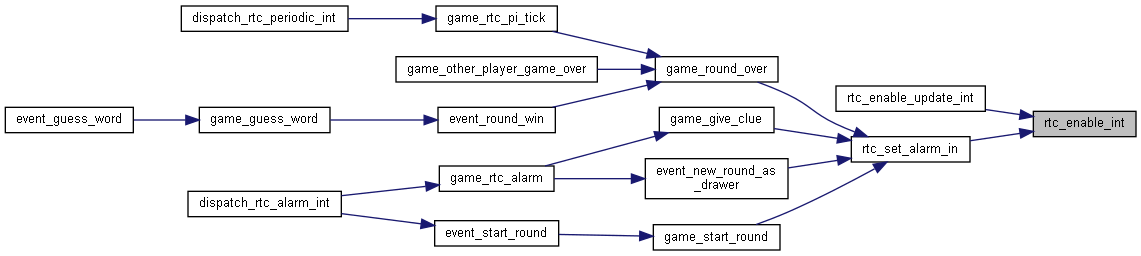 dispatch_rtc_periodic_int
game_rtc_pi_tick
game_other_player_game_over
game_round_over
rtc_enable_update_int
event_guess_word
game_guess_word
event_round_win
game_give_clue
rtc_enable_int
rtc_set_alarm_in
game_rtc_alarm
event_new_round_as
_drawer
dispatch_rtc_alarm_int
event_start_round
game_start_round